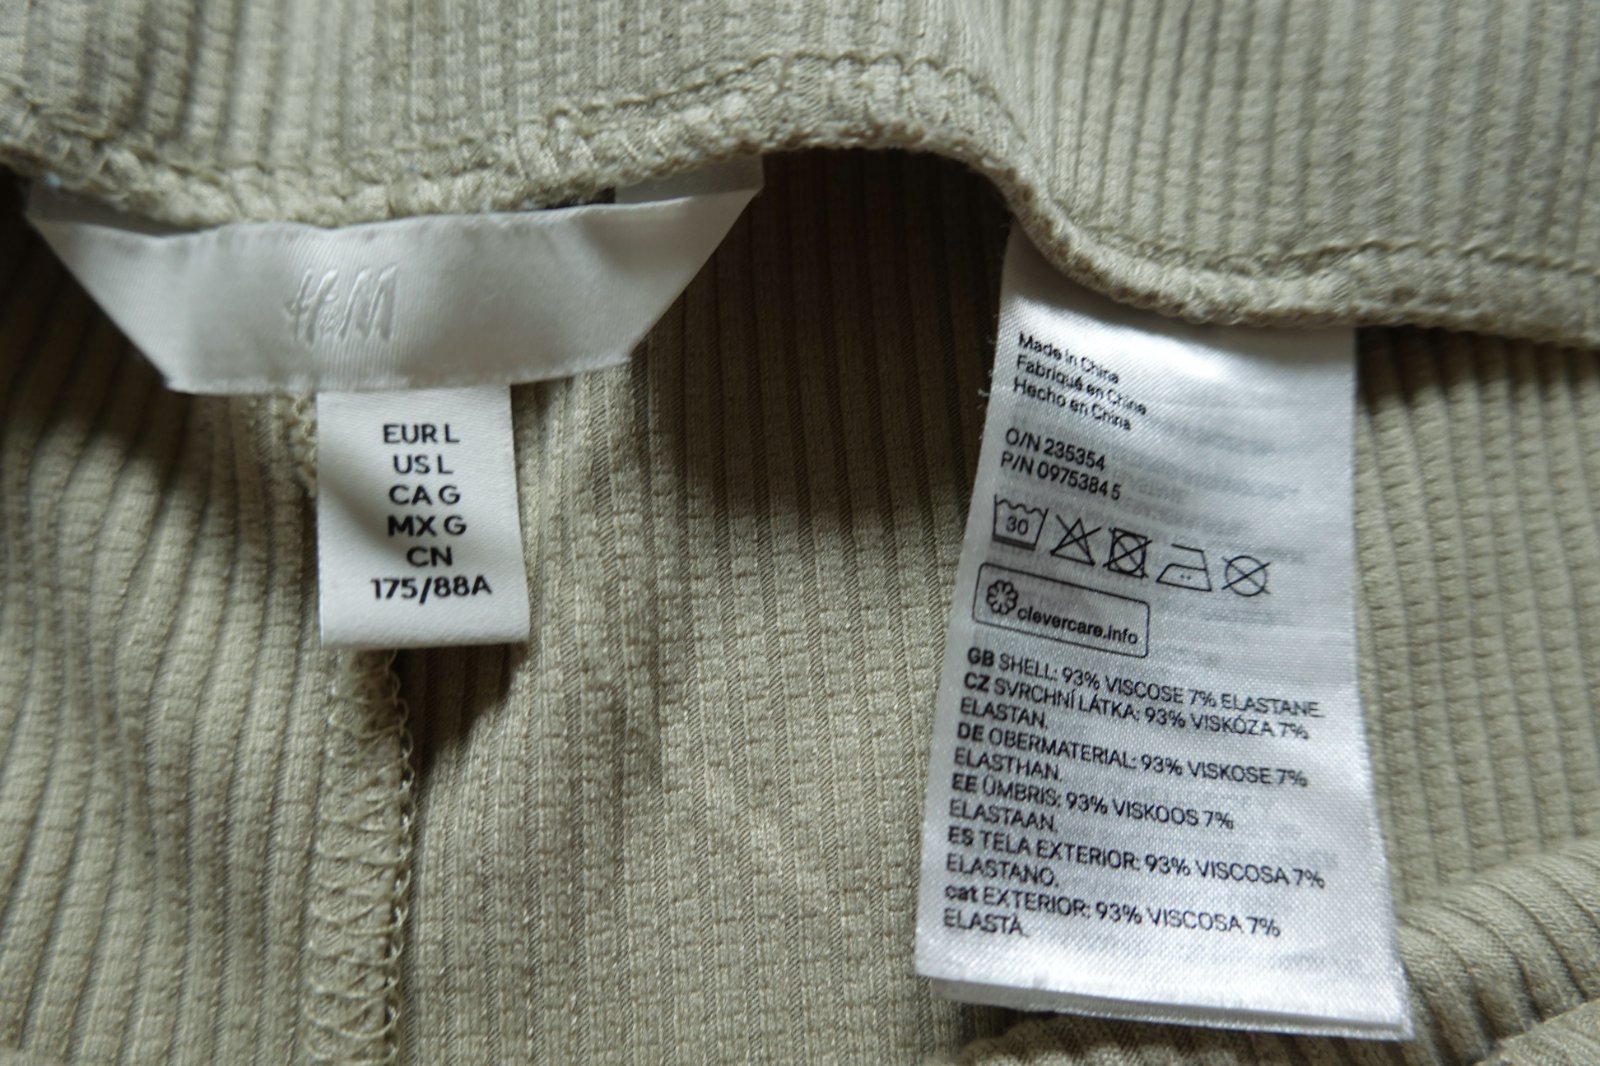 H&M
EUR L
US L
CA G
MX G
CN
175/88A
Made in China
Fabriqué en Chine
Hecho en China
O/N 235354
P/N 0975384 5
30
clevercare.info
GB SHELL: 93% VISCOSE 7% ELASTANE.
CZ SVRCHNÍ LÁTKA: 93% VISKÓZA 7%
ELASTAN.
DE OBERMATERIAL: 93% VISKOSE 7%
ELASTHAN.
EE ÜMBRIS: 93% VISKOOS 7%
ELASTAAN.
ES TELA EXTERIOR: 93% VISCOSA 7%
ELASTANO.
cat EXTERIOR: 93% VISCOSA 7%
ELASTÀ.